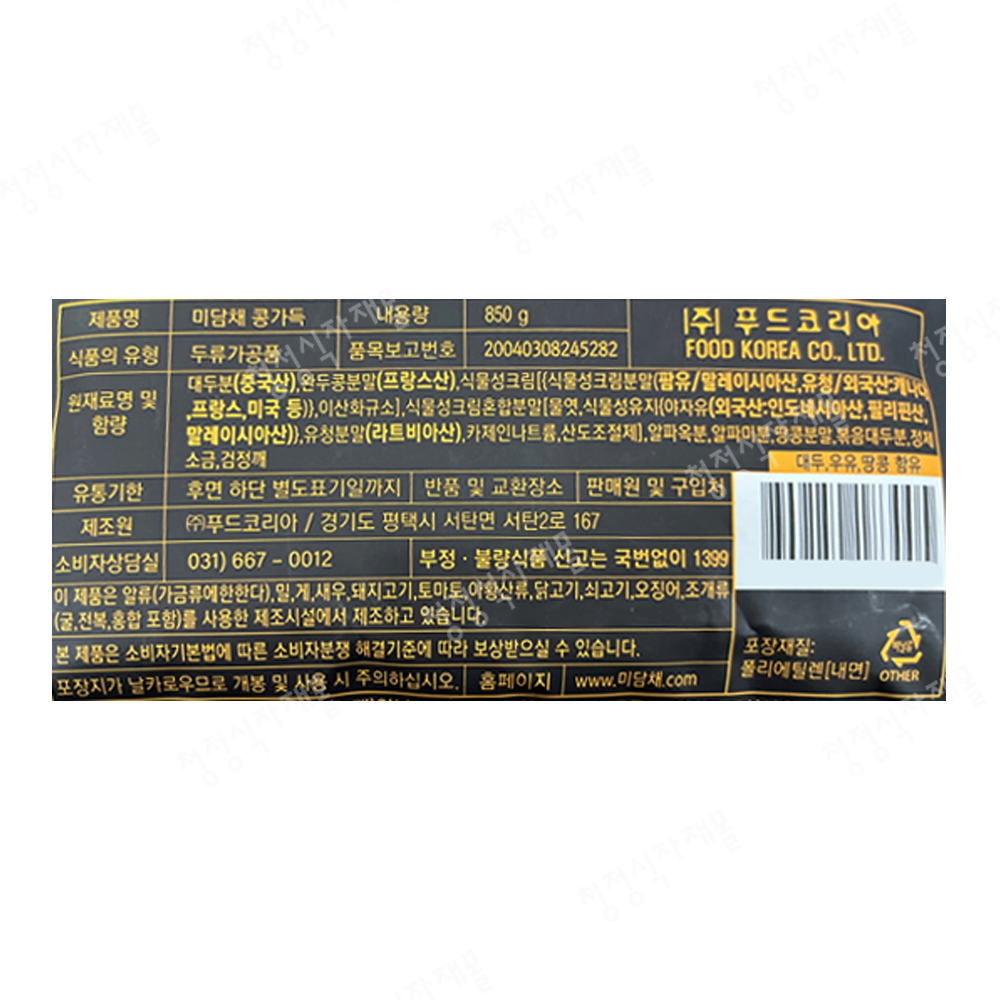 제품명 미담채 콩가득 내용량 850 g
(주) 푸드코리아
FOOD KOREA CO., LTD.
식품의 유형 두류가공품 품목보고번호 20040308245282
원재료명 및 함량
대두분(중국산),완두콩분말(프랑스산),식물성크림[{식물성크림분말(팜유/말레이시아산,유청/외국산:캐나다
,프랑스,미국 등)},이산화규소],식물성크림혼합분말[물엿,식물성유지{야자유(외국산:인도네시아산,필리핀산,
말레이시아산)},유청분말(라트비아산),카제인나트륨,산도조절제],알파옥분,알파미분,땅콩분말,볶음대두분,정제
소금,검정깨
대두,우유,땅콩 함유
유통기한 후면 하단 별도표기일까지 반품 및 교환장소 판매원 및 구입처
제조원 ㈜푸드코리아 / 경기도 평택시 서탄면 서탄2로 167
소비자상담실 031) 667 - 0012 부정 · 불량식품 신고는 국번없이 1399
이 제품은 알류(가금류에한한다),밀,게,새우,돼지고기,토마토,아황산류,닭고기,쇠고기,오징어,조개류
(굴,전복,홍합 포함)를 사용한 제조시설에서 제조하고 있습니다.
본 제품은 소비자기본법에 따른 소비자분쟁 해결기준에 따라 보상받으실 수 있습니다.
포장지가 날카로우므로 개봉 및 사용 시 주의하십시오. 홈페이지 www.미담채.com
포장재질:
폴리에틸렌[내면]
OTHER
청정식자재몰